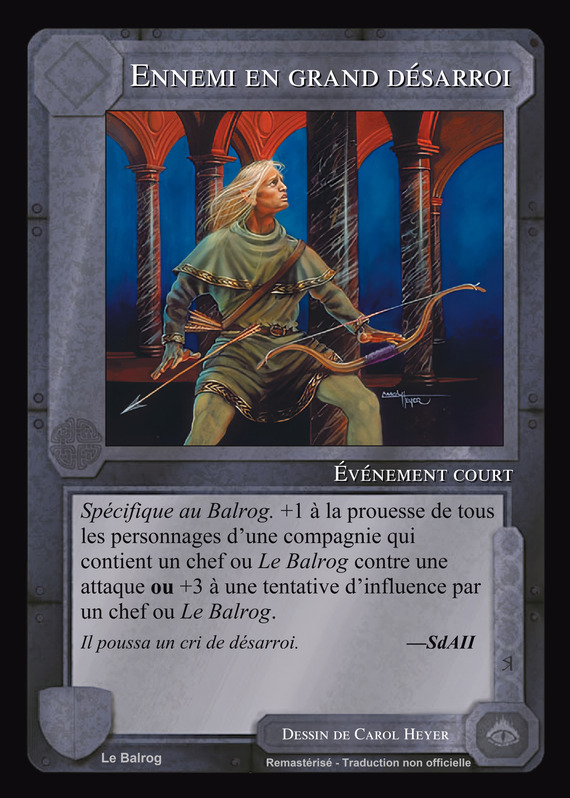 Ennemi en grand désarroi
Carol
Heyer
Événement court
Spécifique au Balrog. +1 à la prouesse de tous
les personnages d’une compagnie qui
contient un chef ou Le Balrog contre une
attaque ou +3 à une tentative d’influence par
un chef ou Le Balrog.
Il poussa un cri de désarroi. —SdAII
Dessin de Carol Heyer
Le Balrog
Remastérisé - Traduction non officielle